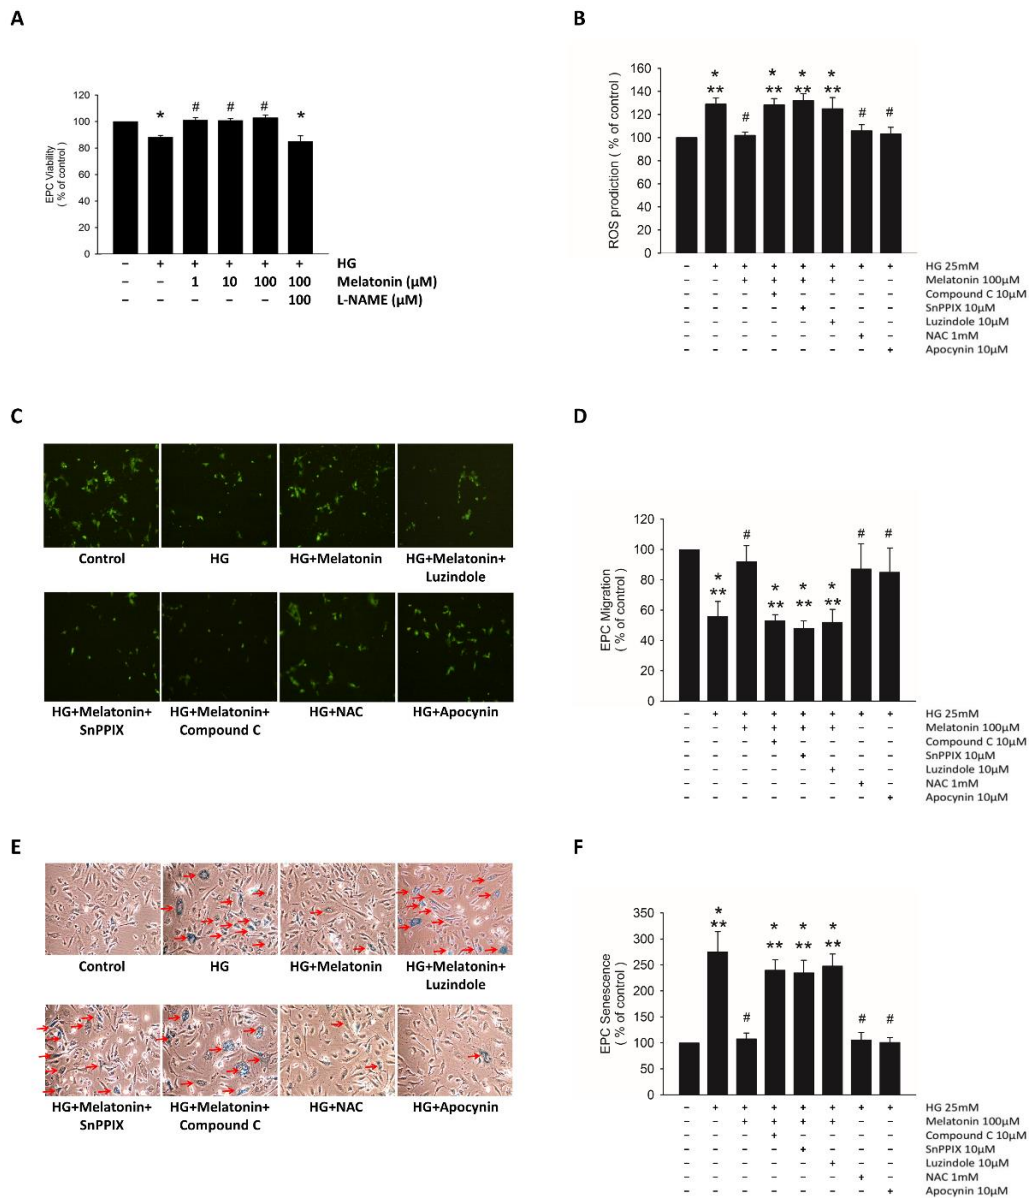 A
EPC Viability
( % of control )
120
100
80
60
40
20
0
* # # # *
– + + + + + HG
– – 1 10 100 100 Melatonin (µM)
– – – – – 100 L-NAME (µM)
B
ROS prodiction ( % of control )
160
140
120
100
80
60
40
20
0
* * * *
** # ** ** ** # #
– + + + + + + + HG 25mM
– – + + + + – – Melatonin 100µM
– – – + – – – – Compound C 10µM
– – – – + – – – SnPPIX 10µM
– – – – – + – – Luzindole 10µM
– – – – – – + – NAC 1mM
– – – – – – – + Apocynin 10µM
C
Control HG HG+Melatonin HG+Melatonin+
Luzindole
HG+Melatonin+ HG+Melatonin+ HG+NAC HG+Apocynin
SnPPIX Compound C
D
EPC Migration
( % of control )
120
100
80
60
40
20
0
# # #
* * * *
** ** ** **
– + + + + + + + HG 25mM
– – + + + + – – Melatonin 100µM
– – – + – – – – Compound C 10µM
– – – – + – – – SnPPIX 10µM
– – – – – + – – Luzindole 10µM
– – – – – – + – NAC 1mM
– – – – – – – + Apocynin 10µM
E
Control HG HG+Melatonin HG+Melatonin+
Luzindole
HG+Melatonin+ HG+Melatonin+ HG+NAC HG+Apocynin
SnPPIX Compound C
F
EPC Senescence
( % of control )
350
300
250
200
150
100
50
0
* * * *
** ** ** **
# # #
– + + + + + + + HG 25mM
– – + + + + – – Melatonin 100µM
– – – + – – – – Compound C 10µM
– – – – + – – – SnPPIX 10µM
– – – – – + – – Luzindole 10µM
– – – – – – + – NAC 1mM
– – – – – – – + Apocynin 10µM